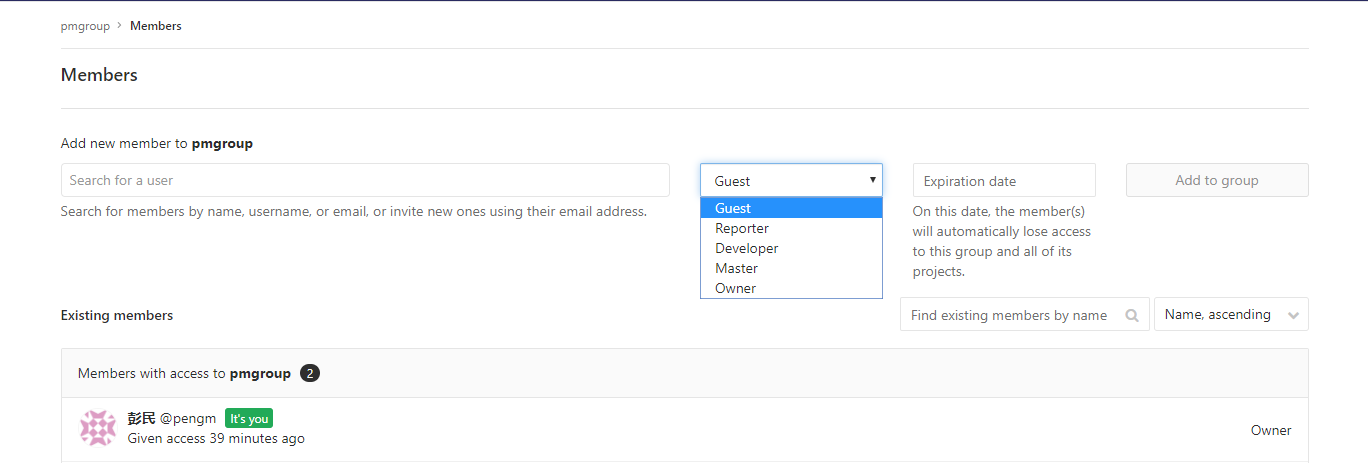 pmgroup › Members
Members
Add new member to pmgroup
Search for a user
Guest
Expiration date
Add to group
Search for members by name, username, or email, or invite new ones using their email address.
On this date, the member(s)
will automatically lose access
to this group and all of its
projects.
Guest
Reporter
Developer
Master
Owner
Existing members
Find existing members by name
Name, ascending
Members with access to pmgroup 2
彭民 @pengm It's you
Given access 39 minutes ago
Owner